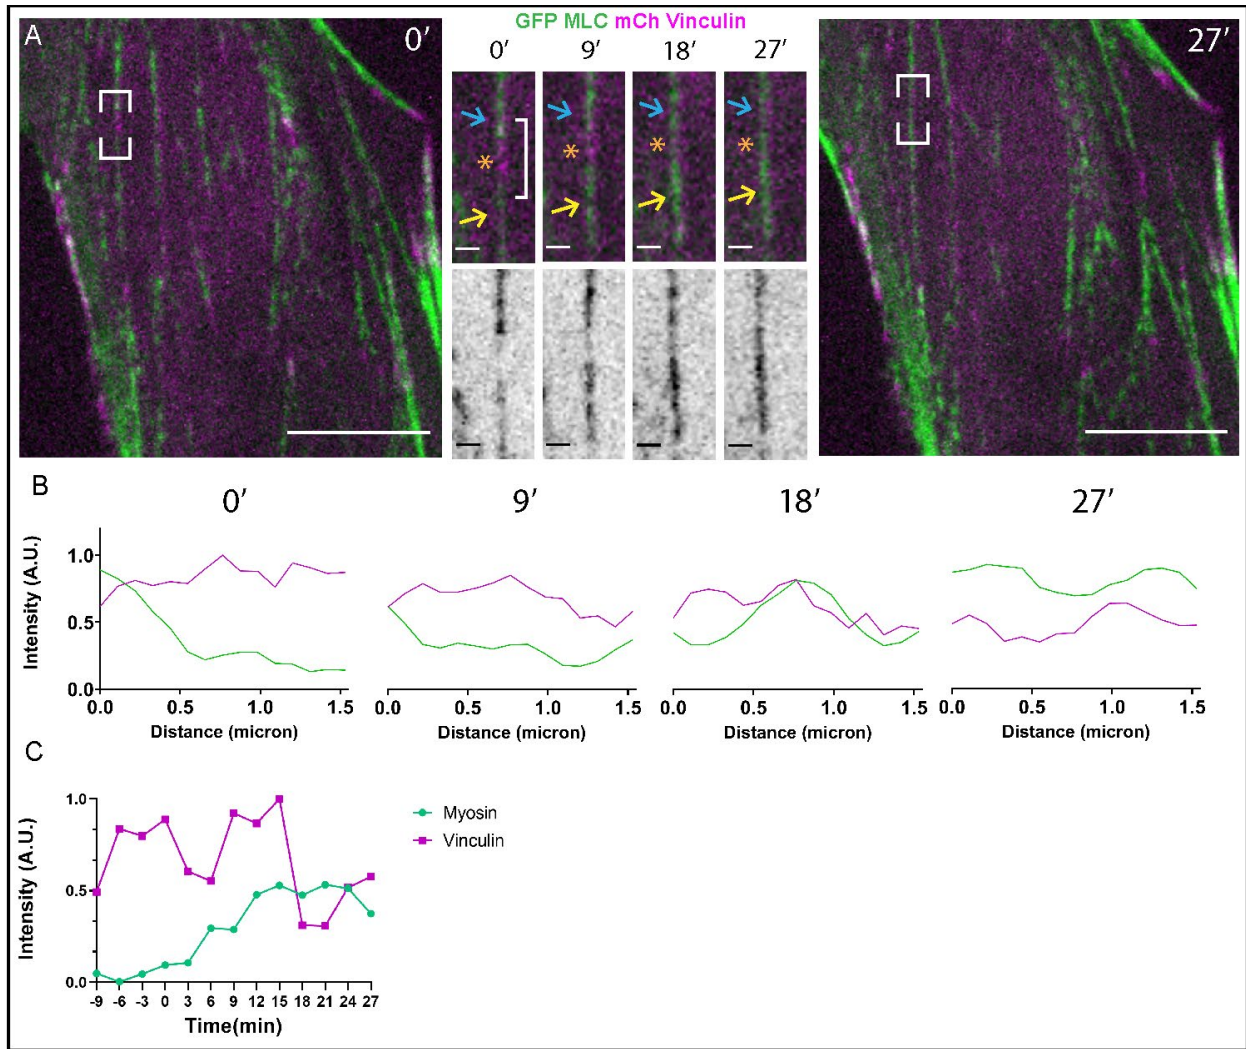 A
0’
GFP MLC mCh Vinculin
0’ 9’ 18’ 27’
27’
* * * *
B
0’ 9’ 18’ 27’
Intensity (A.U.)
1.0
0.5
0.0
0.0 0.5 1.0 1.5 0.0 0.5 1.0 1.5 0.0 0.5 1.0 1.5 0.0 0.5 1.0 1.5
Distance (micron) Distance (micron) Distance (micron) Distance (micron)
C
Intensity (A.U.)
1.0
0.5
0.0
-9 -6 -3 0 3 6 9 12 15 18 21 24 27
Time(min)
Myosin
Vinculin